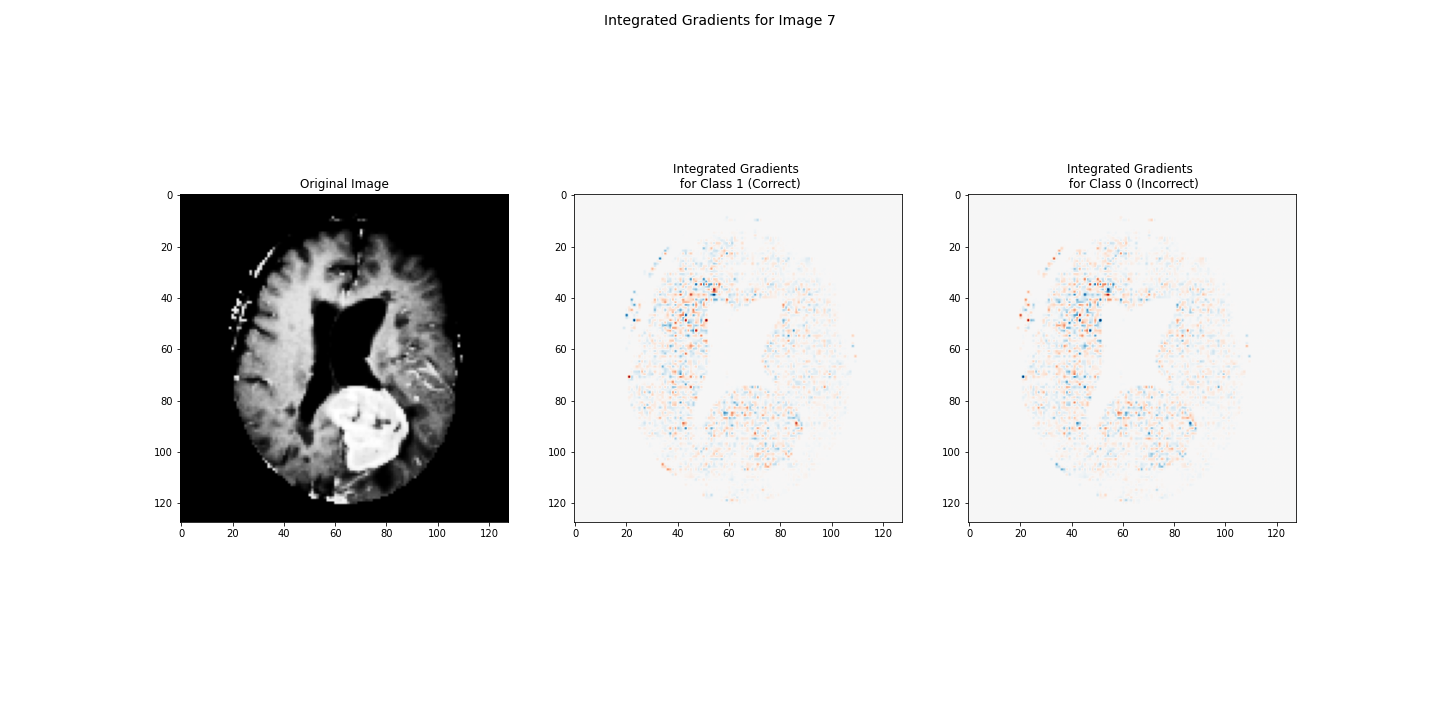 Integrated Gradients for Image 7
Original Image
0
20
40
60
80
100
120
0 20 40 60 80 100 120
Integrated Gradients
for Class 1 (Correct)
0
20
40
60
80
100
120
0 20 40 60 80 100 120
Integrated Gradients
for Class 0 (Incorrect)
0
20
40
60
80
100
120
0 20 40 60 80 100 120